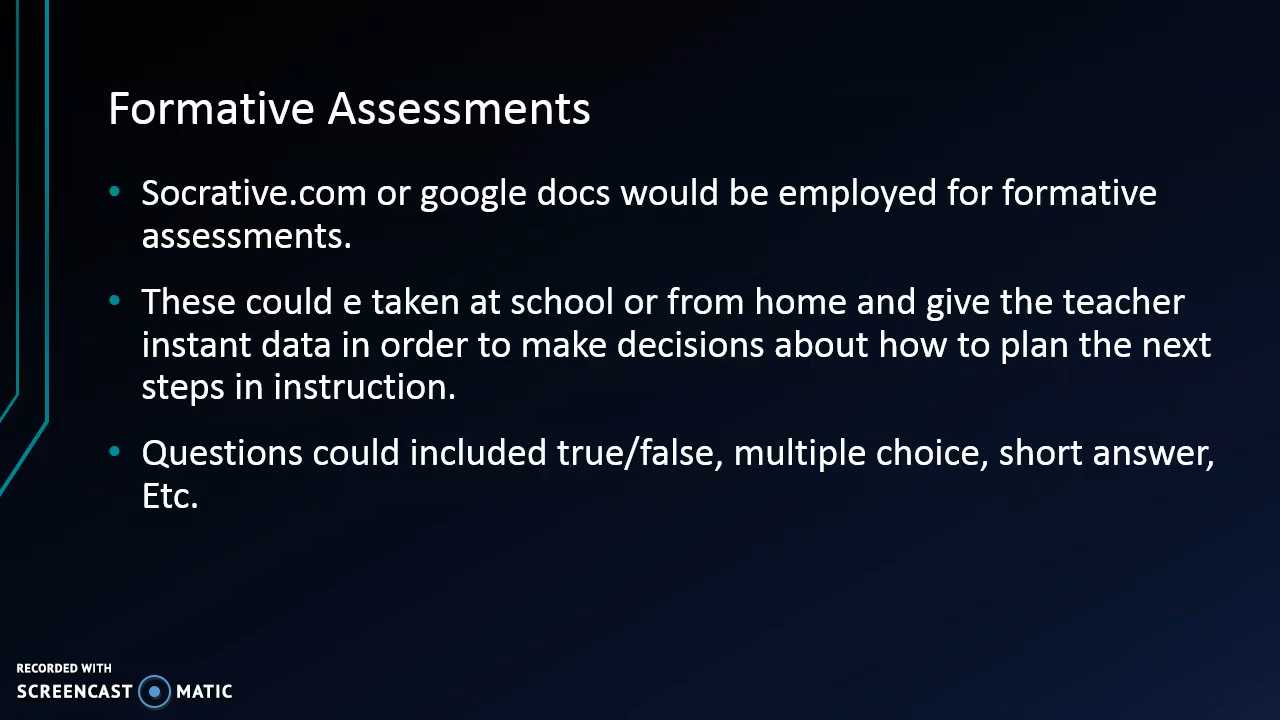 Formative Assessments
• Socrative.com or google docs would be employed for formative
assessments.
• These could e taken at school or from home and give the teacher
instant data in order to make decisions about how to plan the next
steps in instruction.
• Questions could included true/false, multiple choice, short answer,
Etc.
RECORDED WITH
SCREENCAST MATIC